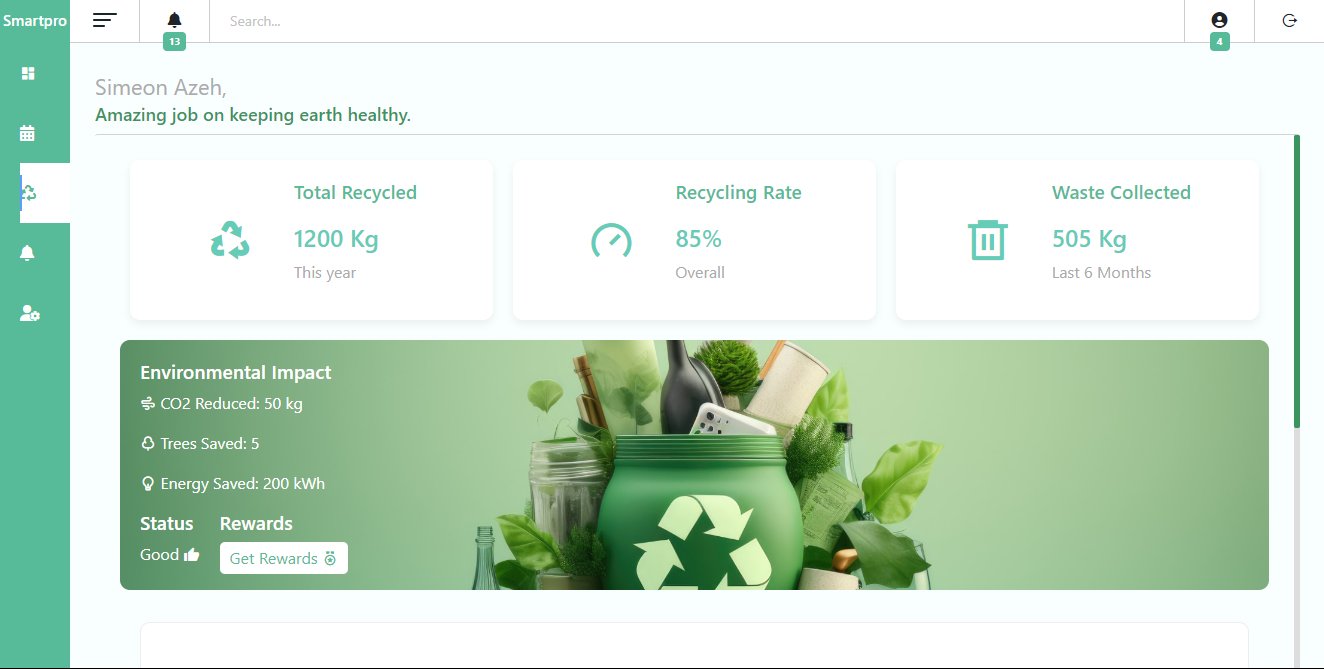 Smartpro
13
Search...
4
Simeon Azeh,
Amazing job on keeping earth healthy.
Total Recycled
1200 Kg
This year
Recycling Rate
85%
Overall
Waste Collected
505 Kg
Last 6 Months
Environmental Impact
CO2 Reduced: 50 kg
Trees Saved: 5
Energy Saved: 200 kWh
Status
Good
Rewards
Get Rewards